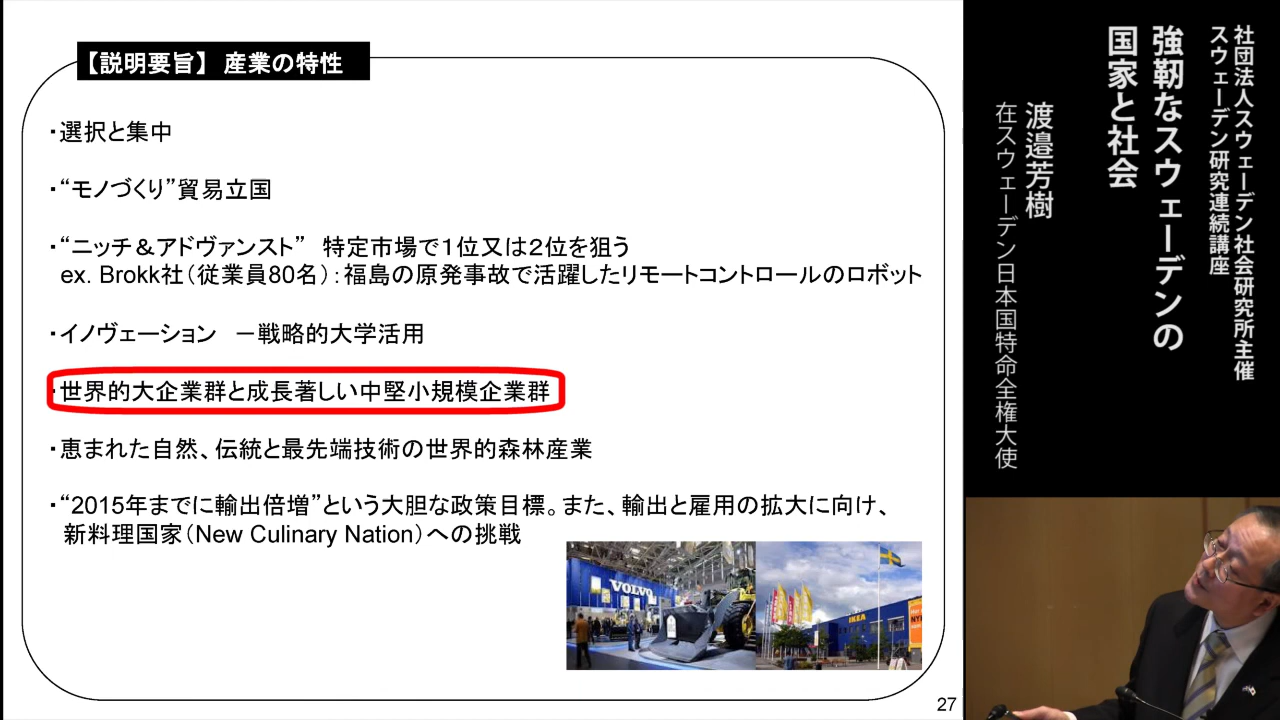 【説明要旨】 産業の特性
・選択と集中
・“モノづくり”貿易立国
・“ニッチ＆アドヴァンスト” 特定市場で１位又は２位を狙う
ex. Brokk社（従業員80名）：福島の原発事故で活躍したリモートコントロールのロボット
・イノヴェーション －戦略的大学活用
・世界的大企業群と成長著しい中堅小規模企業群
・恵まれた自然、伝統と最先端技術の世界的森林産業
・“2015年までに輸出倍増”という大胆な政策目標。また、輸出と雇用の拡大に向け、
新料理国家（New Culinary Nation）への挑戦
VOLVO
IKEA
27
社団法人スウェーデン社会研究所主催
スウェーデン研究連続講座
強靭なスウェーデンの
国家と社会
渡邉芳樹
在スウェーデン日本国特命全権大使